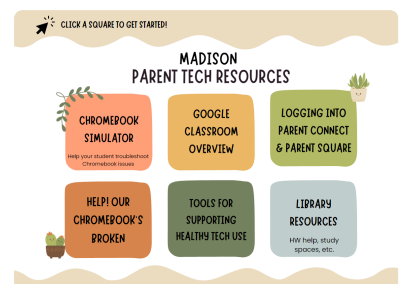 CLICK A SQUARE TO GET STARTED!
MADISON
PARENT TECH RESOURCES
CHROMEBOOK
SIMULATOR
Help your student troubleshoot
Chromebook issues
GOOGLE
CLASSROOM
OVERVIEW
LOGGING INTO
PARENT CONNECT
& PARENT SQUARE
HELP! OUR
CHROMEBOOK'S
BROKEN
TOOLS FOR
SUPPORTING
HEALTHY TECH USE
LIBRARY
RESOURCES
HW help, study
spaces, etc.